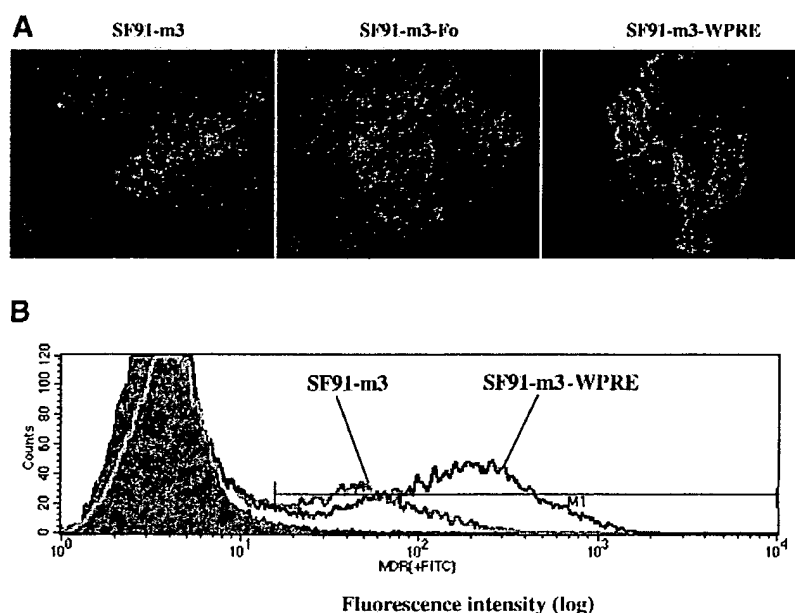 A
SF91-m3 SF91-m3-Fo SF91-m3-WPRE
B
SF91-m3 SF91-m3-WPRE
120
100
80
60
40
20
0
Counts
M1
10^0 10^1 10^2 10^3 10^4
MDR(+FITC)
Fluorescence intensity (log)